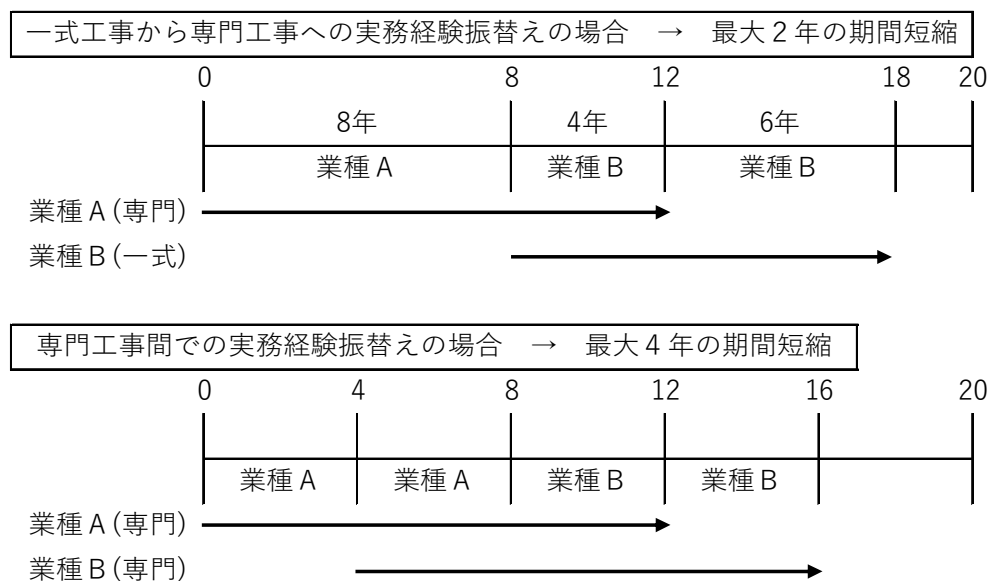 一式工事から専門工事への実務経験振替えの場合　→　最大２年の期間短縮
0 8 12 18 20
8年 4年 6年
業種Ａ 業種Ｂ 業種Ｂ
業種Ａ(専門)
業種Ｂ(一式)
専門工事間での実務経験振替えの場合　→　最大４年の期間短縮
0 4 8 12 16 20
業種Ａ 業種Ａ 業種Ｂ 業種Ｂ
業種Ａ(専門)
業種Ｂ(専門)